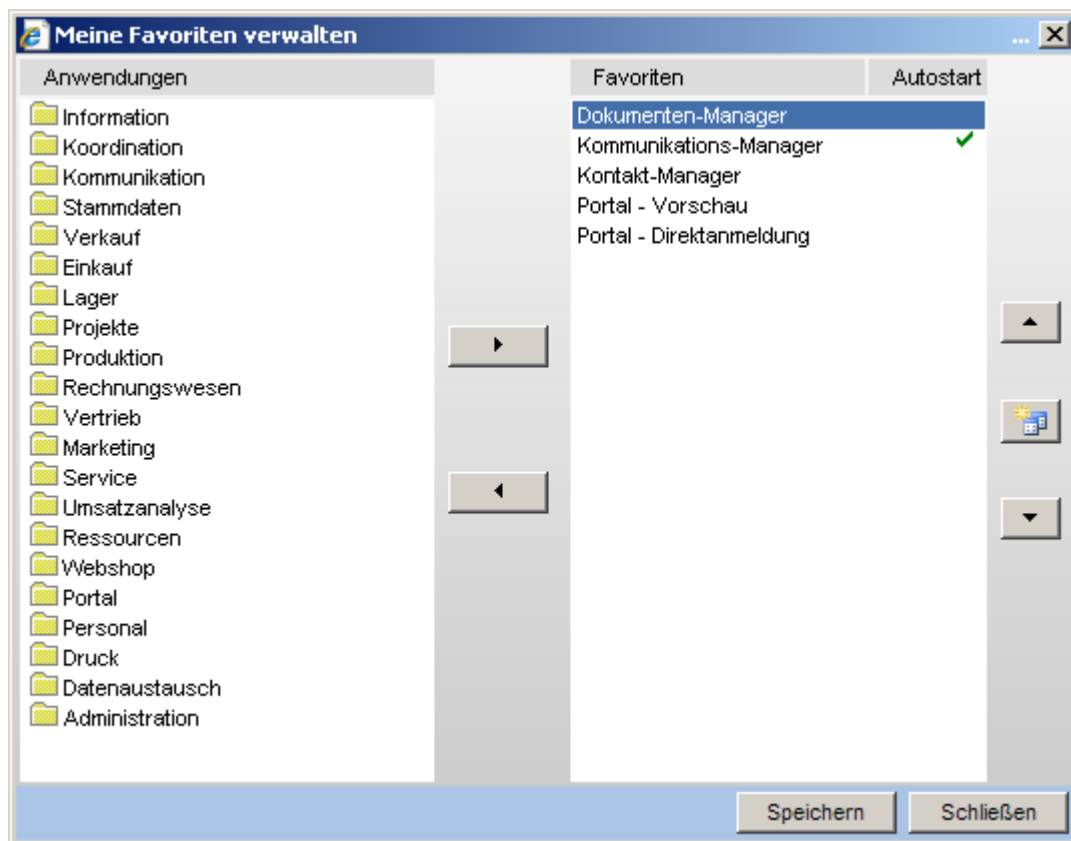 Meine Favoriten verwalten ...
Anwendungen
Information
Koordination
Kommunikation
Stammdaten
Verkauf
Einkauf
Lager
Projekte
Produktion
Rechnungswesen
Vertrieb
Marketing
Service
Umsatzanalyse
Ressourcen
Webshop
Portal
Personal
Druck
Datenaustausch
Administration
Favoriten Autostart
Dokumenten-Manager
Kommunikations-Manager
Kontakt-Manager
Portal - Vorschau
Portal - Direktanmeldung
Speichern Schließen